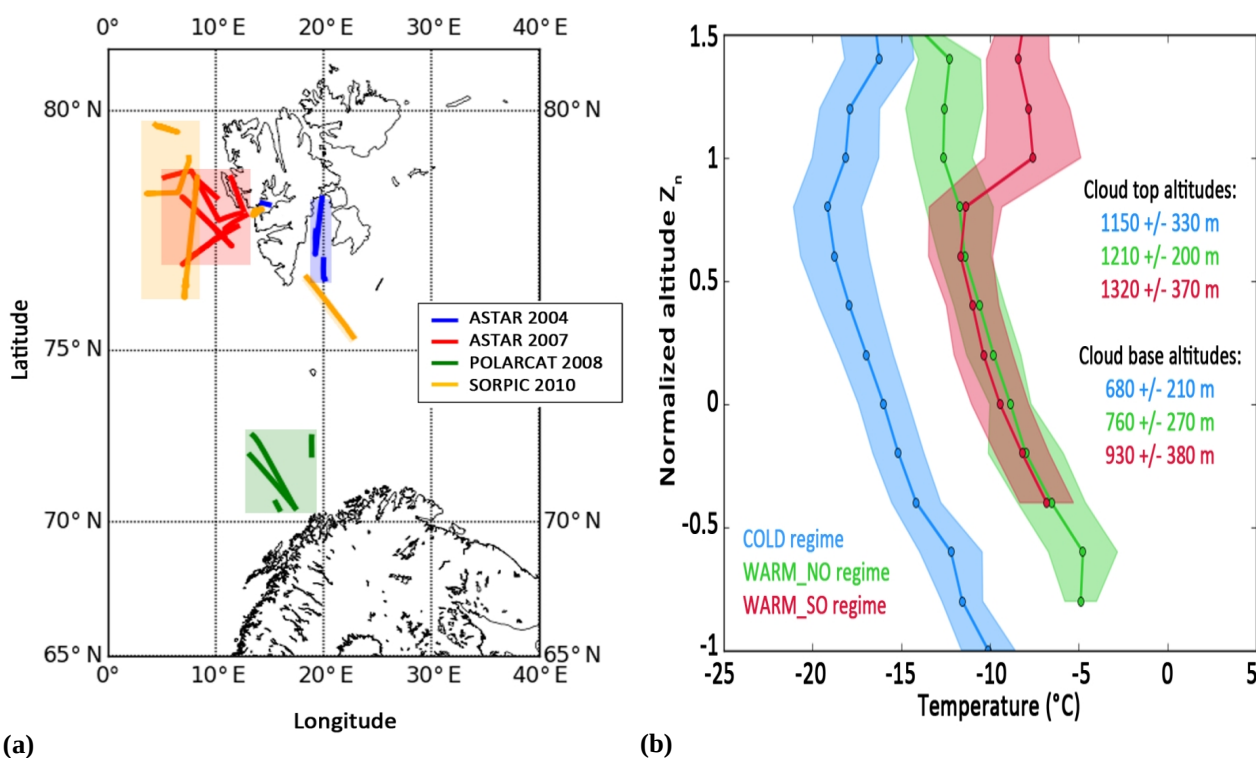 0° 10° E 20° E 30° E 40° E
80° N 80° N
75° N 75° N
70° N 70° N
65° N 65° N
0° 10° E 20° E 30° E 40° E
Latitude
Longitude
ASTAR 2004
ASTAR 2007
POLARCAT 2008
SORPIC 2010
(a)
1.5
1
0.5
0
-0.5
-1
Normalized altitude Zn
Cloud top altitudes:
1150 +/- 330 m
1210 +/- 200 m
1320 +/- 370 m
Cloud base altitudes:
680 +/- 210 m
760 +/- 270 m
930 +/- 380 m
COLD regime
WARM_NO regime
WARM_SO regime
-25 -20 -15 -10 -5 0 5
Temperature (°C)
(b)